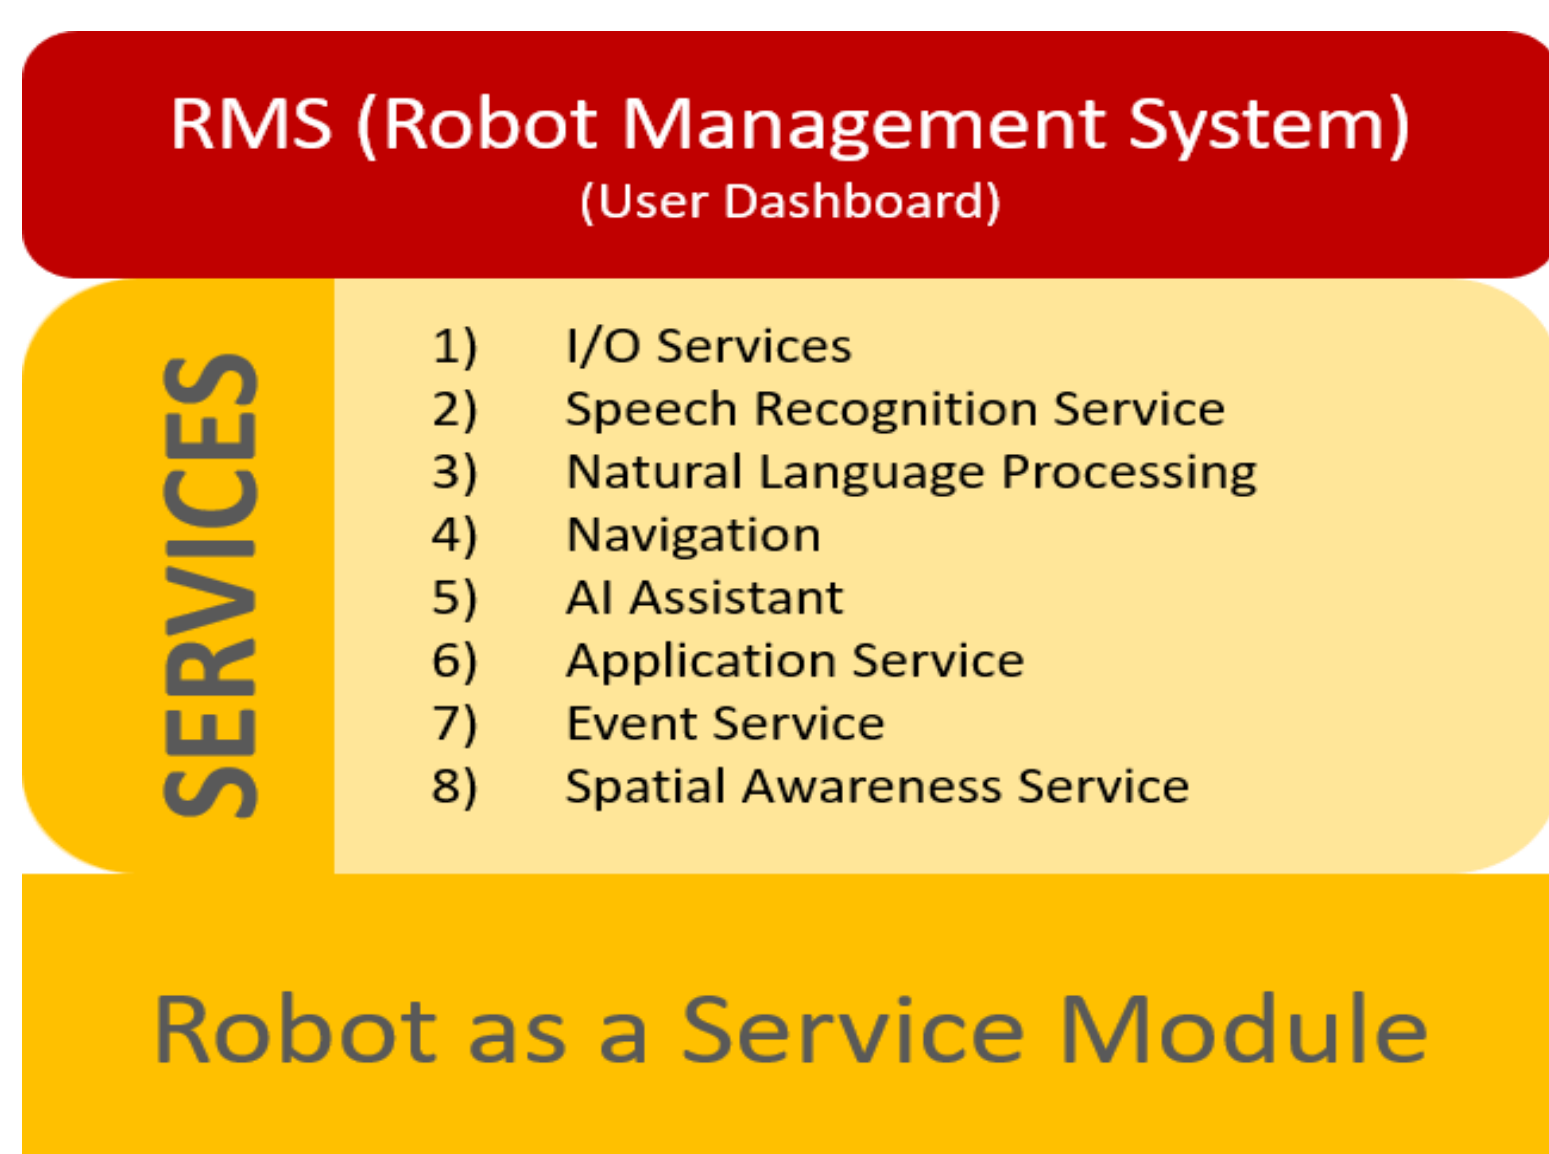 RMS (Robot Management System)
(User Dashboard)
SERVICES
1) I/O Services
2) Speech Recognition Service
3) Natural Language Processing
4) Navigation
5) AI Assistant
6) Application Service
7) Event Service
8) Spatial Awareness Service
Robot as a Service Module